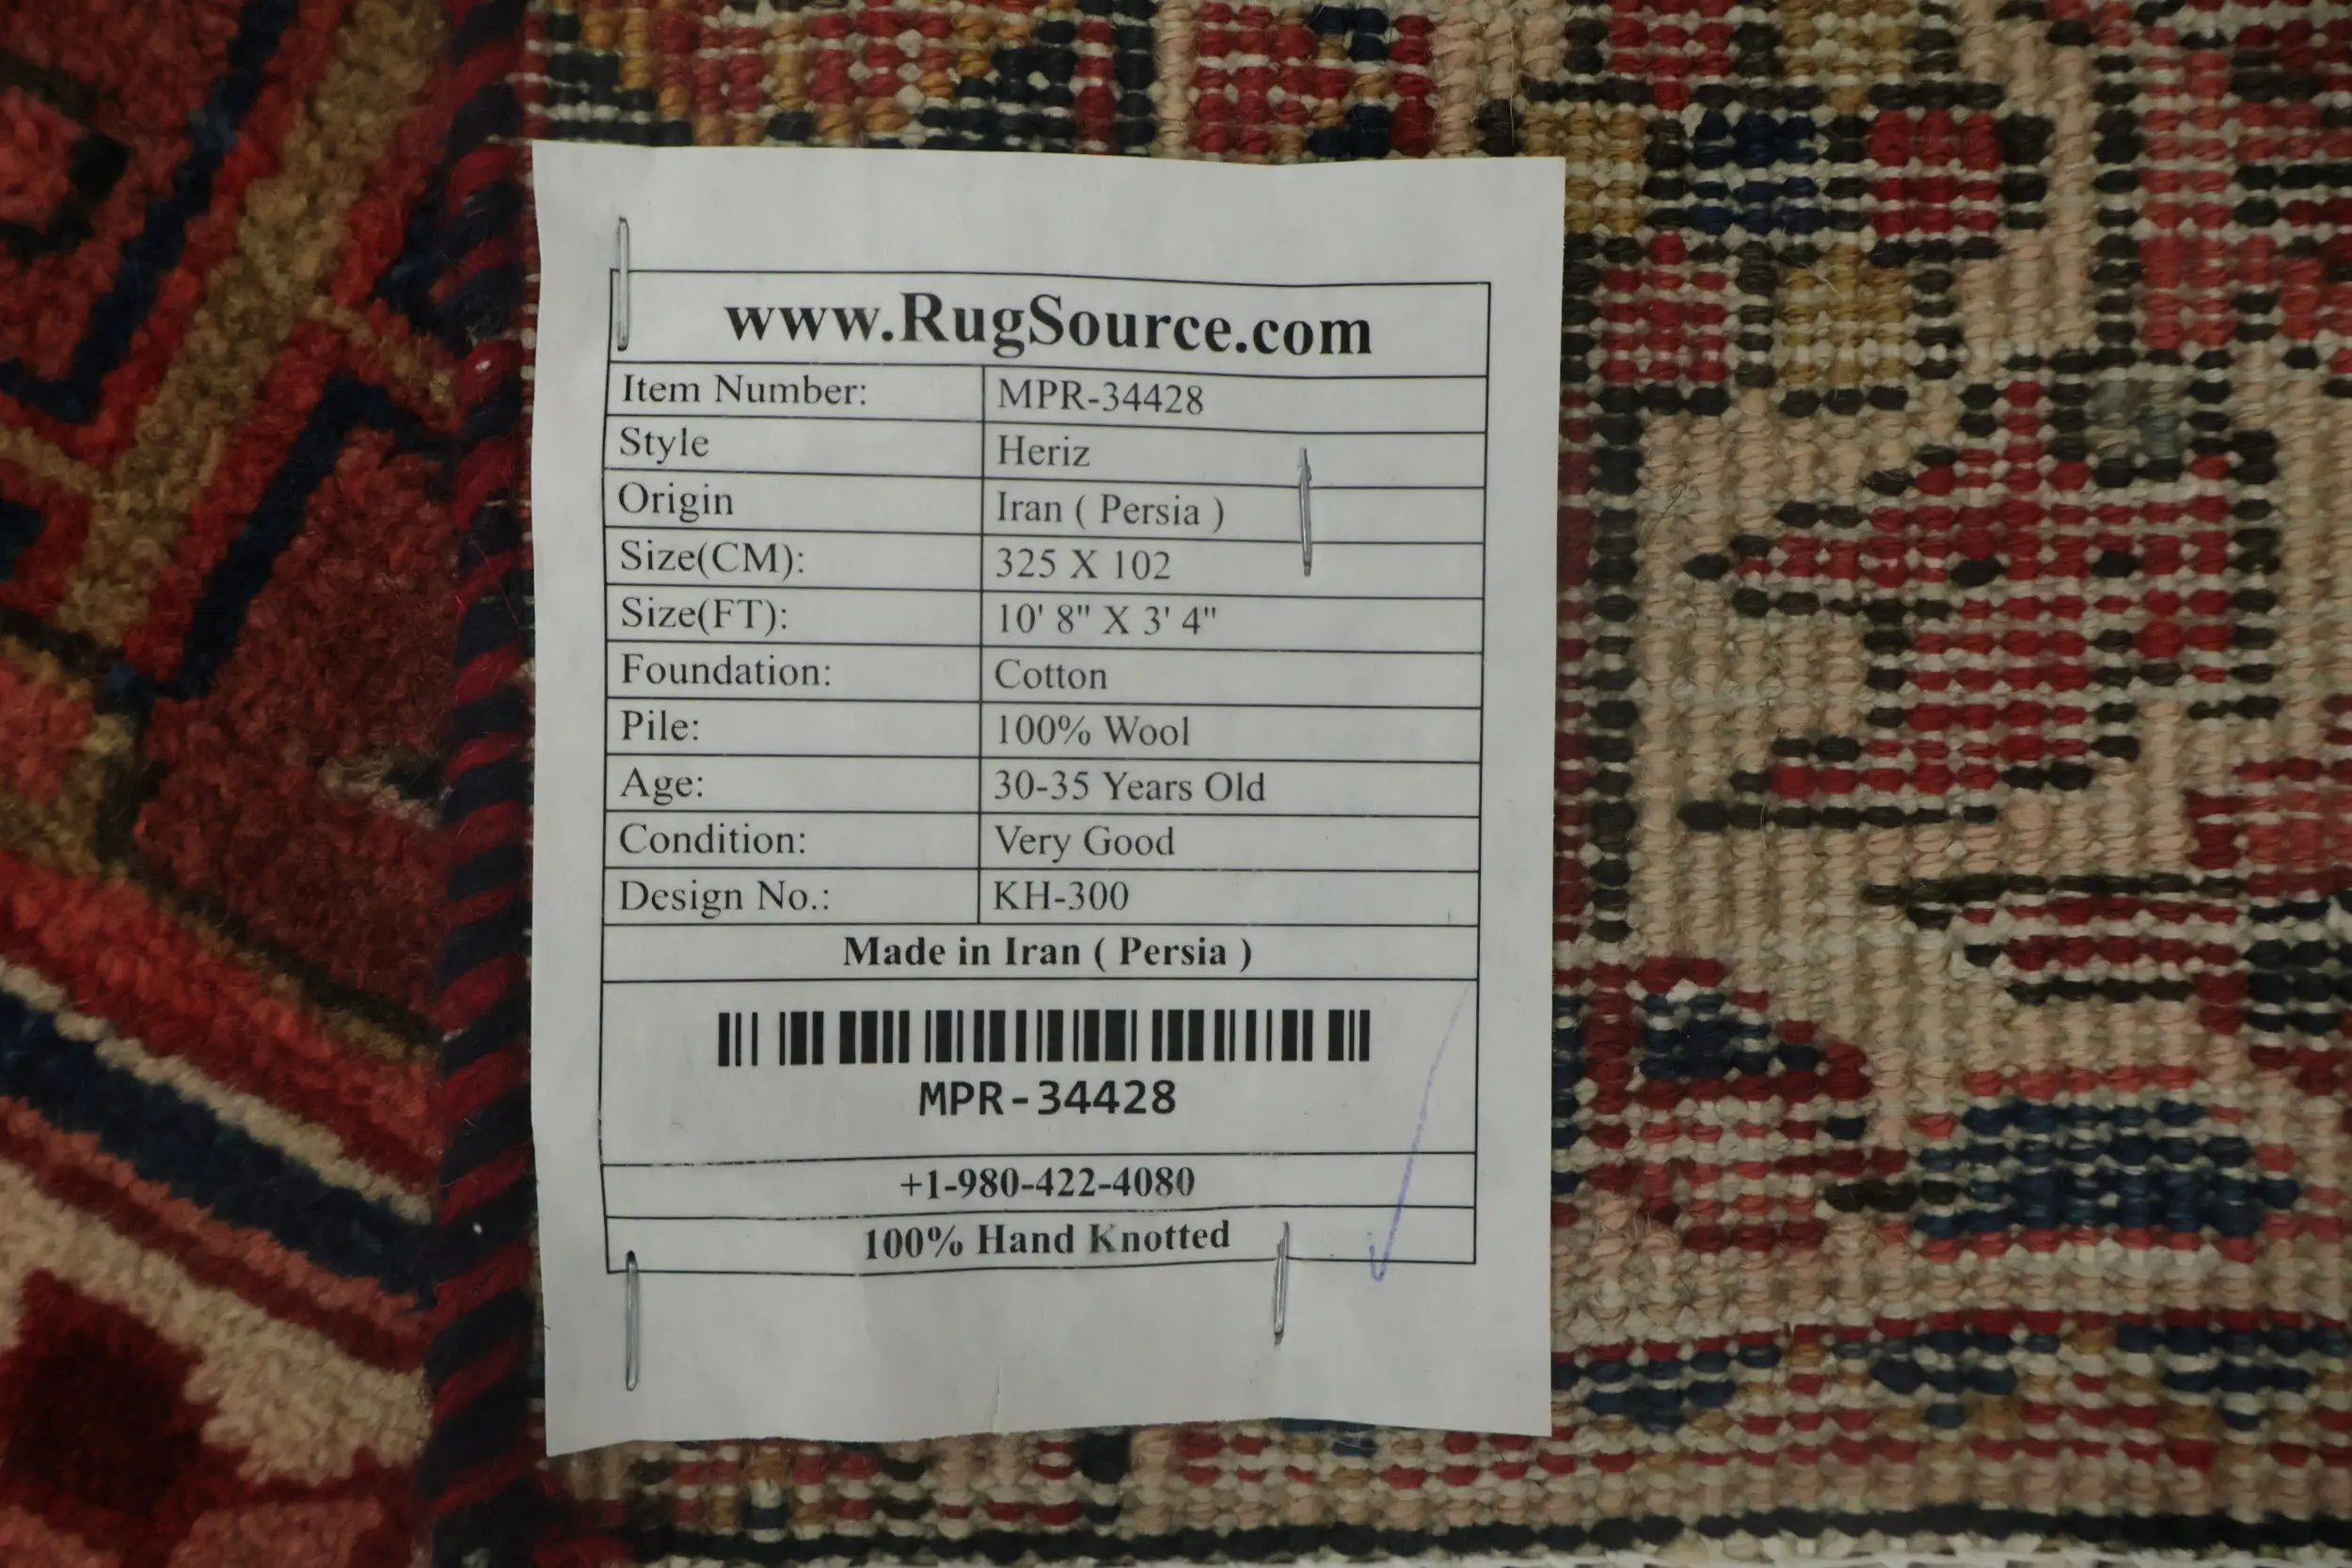 www.RugSource.com
Item Number: MPR-34428
Style Heriz
Origin Iran ( Persia )
Size(CM): 325 X 102
Size(FT): 10' 8" X 3' 4"
Foundation: Cotton
Pile: 100% Wool
Age: 30-35 Years Old
Condition: Very Good
Design No.: KH-300
Made in Iran ( Persia )
MPR-34428
+1-980-422-4080
100% Hand Knotted